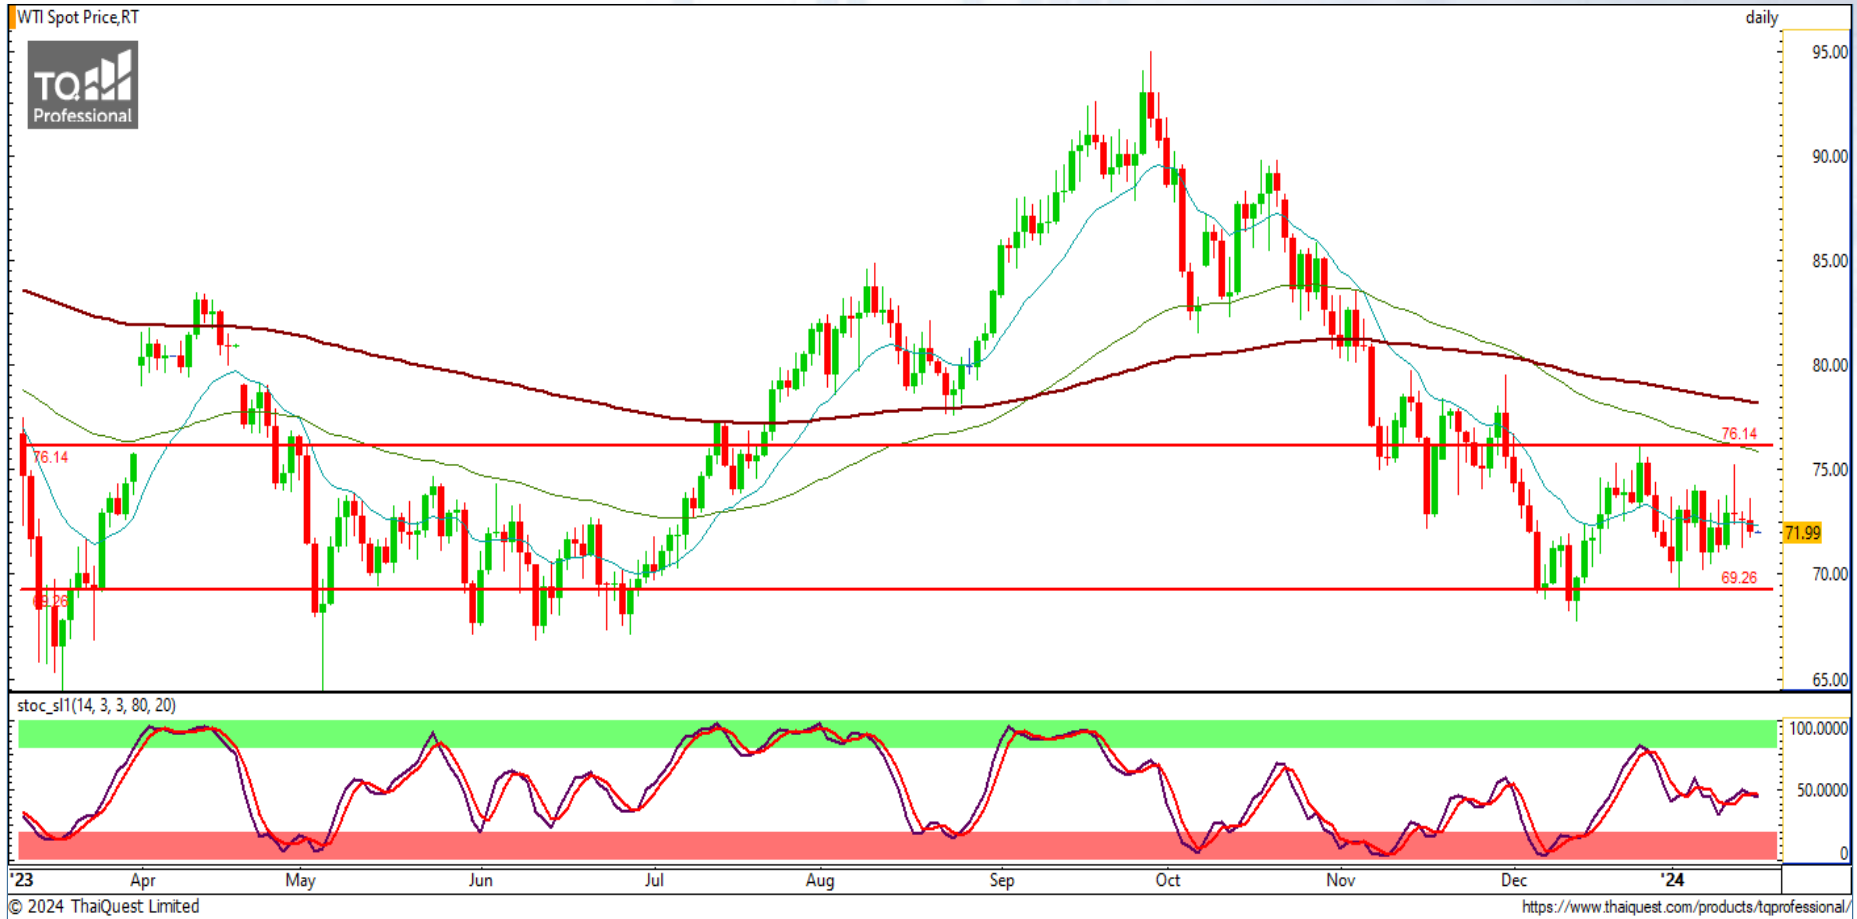 WTI Spot Price,RT
daily
TQ
Professional
95.00
90.00
85.00
80.00
76.14
76.14
75.00
71.99
70.00
69.26
69.26
65.00
stoc_sl1(14, 3, 3, 80, 20)
100.0000
50.0000
0
'23 Apr May Jun Jul Aug Sep Oct Nov Dec '24
© 2024 ThaiQuest Limited
https://www.thaiquest.com/products/tqprofessional/